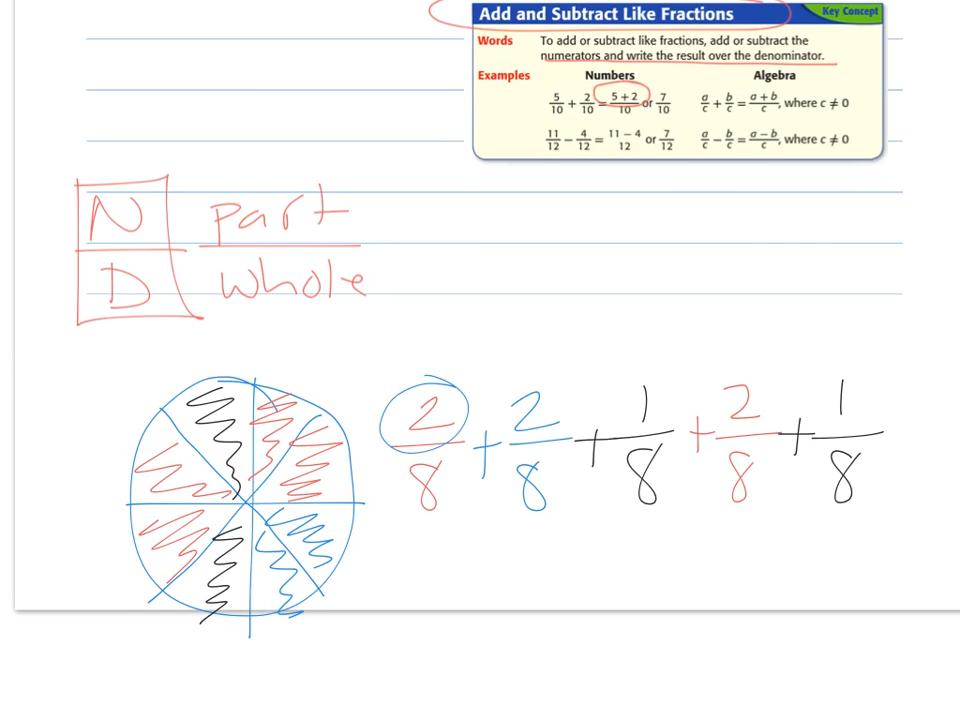 Add and Subtract Like Fractions
Key Concept
Words To add or subtract like fractions, add or subtract the
numerators and write the result over the denominator.
Examples Numbers Algebra
5/10 + 2/10 = 5 + 2/10 or 7/10 a/c + b/c = a + b/c, where c ≠ 0
11/12 − 4/12 = 11 − 4/12 or 7/12 a/c − b/c = a − b/c, where c ≠ 0
N part
D whole
2/8 + 2/8 + 1/8 + 2/8 + 1/8